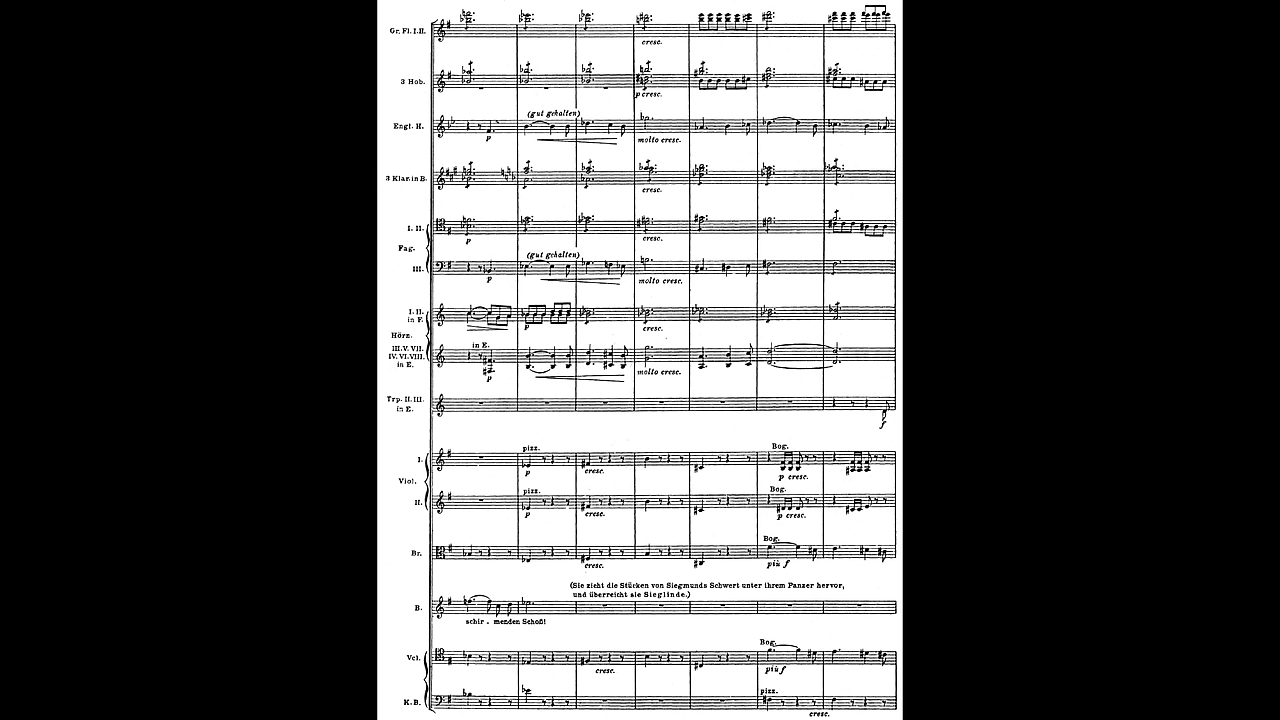 Gr. Fl. I.II.
cresc.
3 Hob.
p cresc.
(gut gehalten)
Engl. H.
p
molto cresc.
3 Klar. in B.
cresc.
I. II.
p
cresc.
Fag.
(gut gehalten)
III.
p
molto cresc.
I. II.
in F.
p
cresc.
Hörz.
in E.
III. V. VII.
IV. VI. VIII.
in E.
p
molto cresc.
Trp. II. III.
in E.
f
pizz.
Bog.
I.
p
cresc.
p cresc.
Viol.
pizz.
Bog.
II.
p
cresc.
p cresc.
Bog.
Br.
cresc.
più f
(Sie zieht die Stücken von Siegmunds Schwert unter ihrem Panzer hervor,
und überreicht sie Sieglinde.)
B.
schir - menden Schoß!
Bog.
Vcl.
cresc.
più f
pizz.
K.B.
cresc.